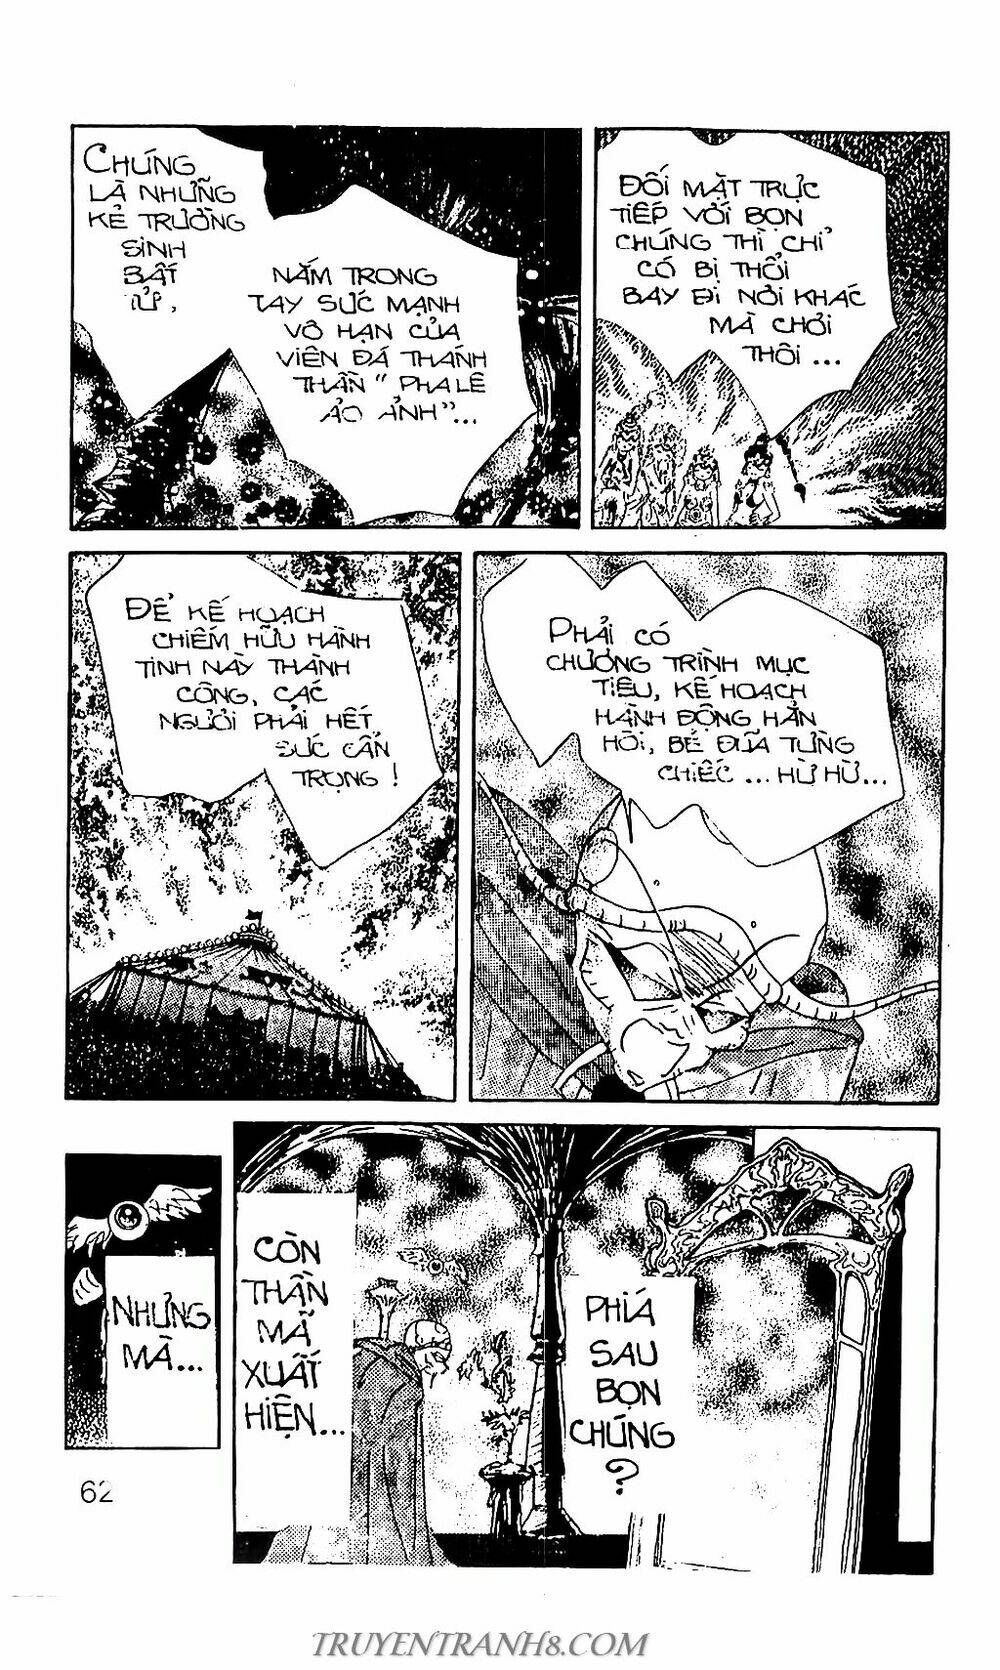 CHÚNG
LÀ NHỮNG
KẺ TRƯỜNG
SINH
BẤT
TỬ,
NẮM TRONG
TAY SỨC MẠNH
VÔ HẠN CỦA
VIÊN ĐÁ THÁNH
THẦN "PHA LÊ
ẢO ẢNH"...
ĐỐI MẶT TRỰC
TIẾP VỚI BỌN
CHÚNG THÌ CHỈ
CÓ BỊ THỔI
BAY ĐI NƠI KHÁC
MÀ CHƠI
THÔI ...
ĐỂ KẾ HOẠCH
CHIẾM HỮU HÀNH
TINH NÀY THÀNH
CÔNG, CÁC
NGƯƠI PHẢI HẾT
SỨC CẨN
TRỌNG !
PHẢI CÓ
CHƯƠNG TRÌNH MỤC
TIÊU, KẾ HOẠCH
HÀNH ĐỘNG HẲN
HÒI, BẺ ĐŨA TỪNG
CHIẾC ... HỪ HỪ...
NHƯNG
MÀ...
CÒN
THẦN
MÃ
XUẤT
HIỆN...
PHÍA
SAU
BỌN
CHÚNG
?
62
TRUYENTRANH8.COM